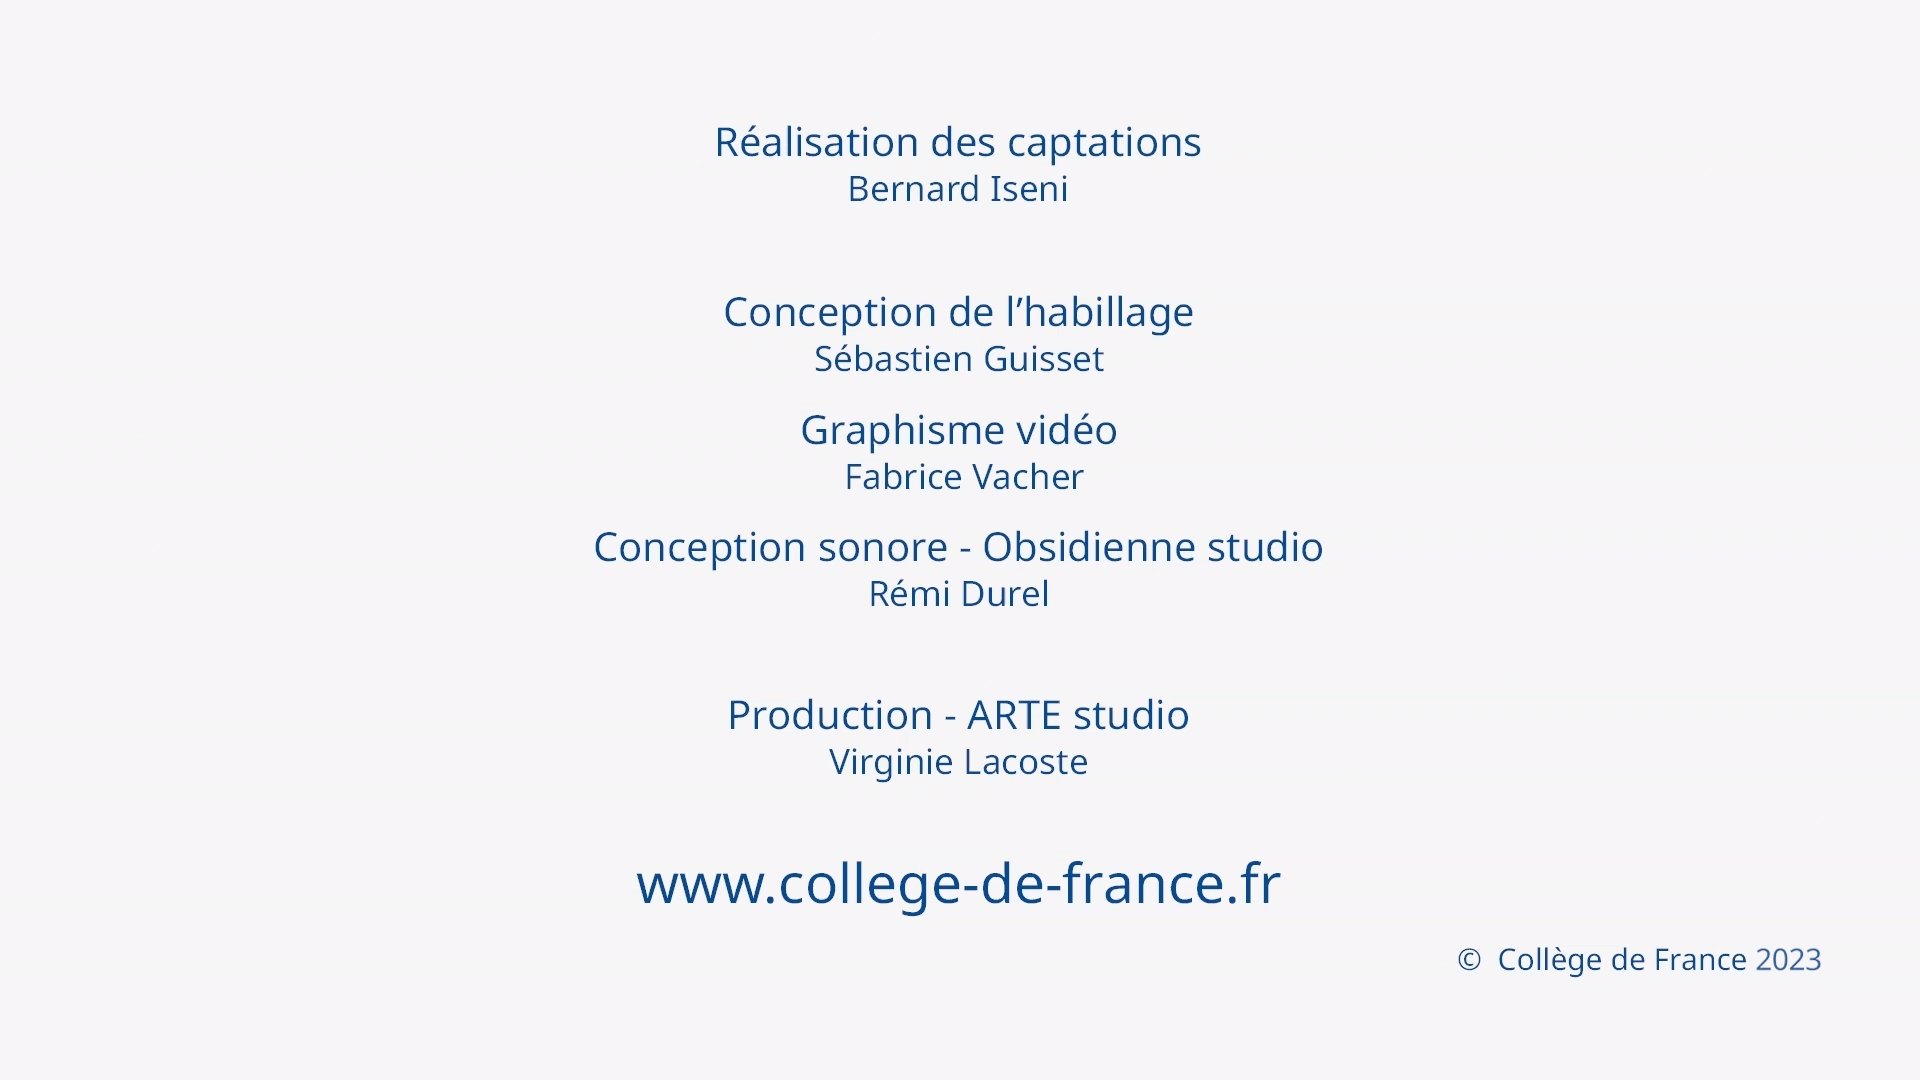 Réalisation des captations
Bernard Iseni
Conception de l’habillage
Sébastien Guisset
Graphisme vidéo
Fabrice Vacher
Conception sonore - Obsidienne studio
Rémi Durel
Production - ARTE studio
Virginie Lacoste
www.college-de-france.fr
© Collège de France 2023